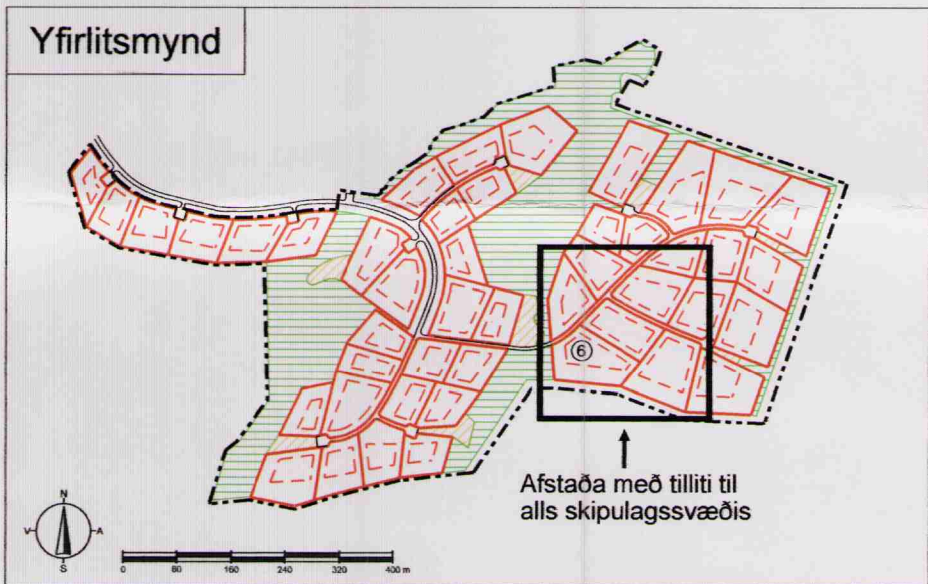 Yfirlitsmynd
6
Afstaða með tilliti til
alls skipulagssvæðis
N
V A
S
0 80 160 240 320 400 m